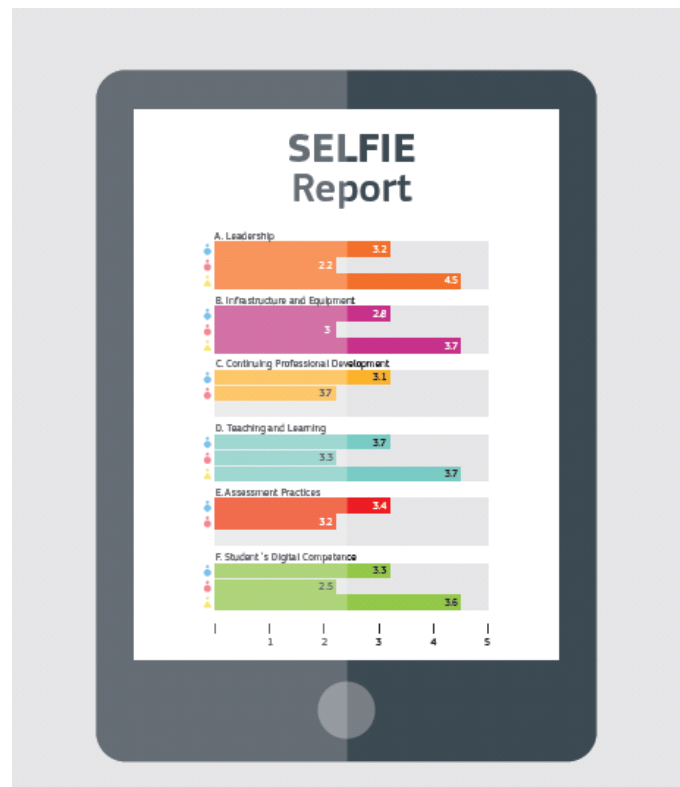 SELFIE
Report
A. Leadership
3.2
2.2
4.5
B. Infrastructure and Equipment
2.8
3
3.7
C. Continuing Professional Development
3.1
3.7
D. Teaching and Learning
3.7
3.3
3.7
E. Assessment Practices
3.4
3.2
F. Student´s Digital Competence
3.3
2.5
3.6
1 2 3 4 5